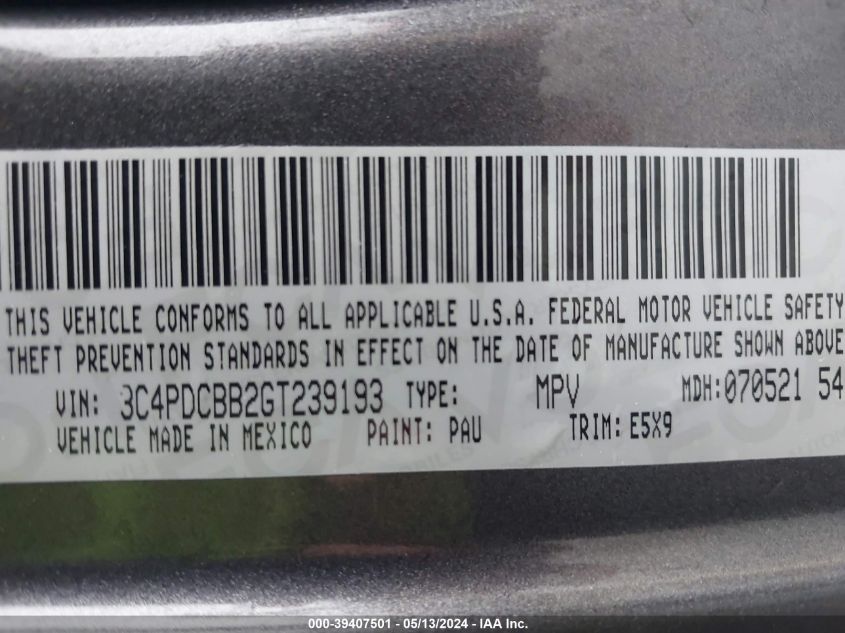 THIS VEHICLE CONFORMS TO ALL APPLICABLE U.S.A. FEDERAL MOTOR VEHICLE SAFETY
THEFT PREVENTION STANDARDS IN EFFECT ON THE DATE OF MANUFACTURE SHOWN ABOVE
VIN: 3C4PDCBB2GT239193 TYPE: MPV MDH: 070521 54
VEHICLE MADE IN MEXICO PAINT: PAU TRIM: E5X9
000-39407501 - 05/13/2024 - IAA Inc.